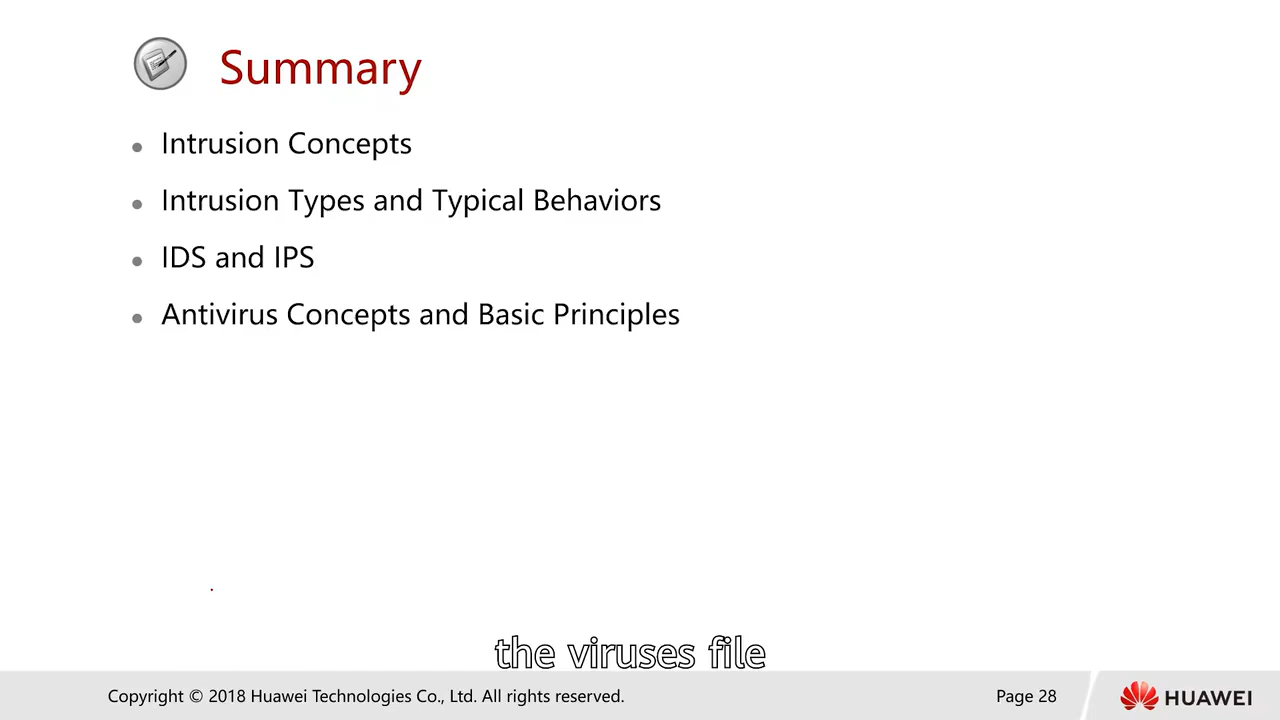 Summary
Intrusion Concepts
Intrusion Types and Typical Behaviors
IDS and IPS
Antivirus Concepts and Basic Principles
the viruses file
Copyright © 2018 Huawei Technologies Co., Ltd. All rights reserved.
Page 28
HUAWEI